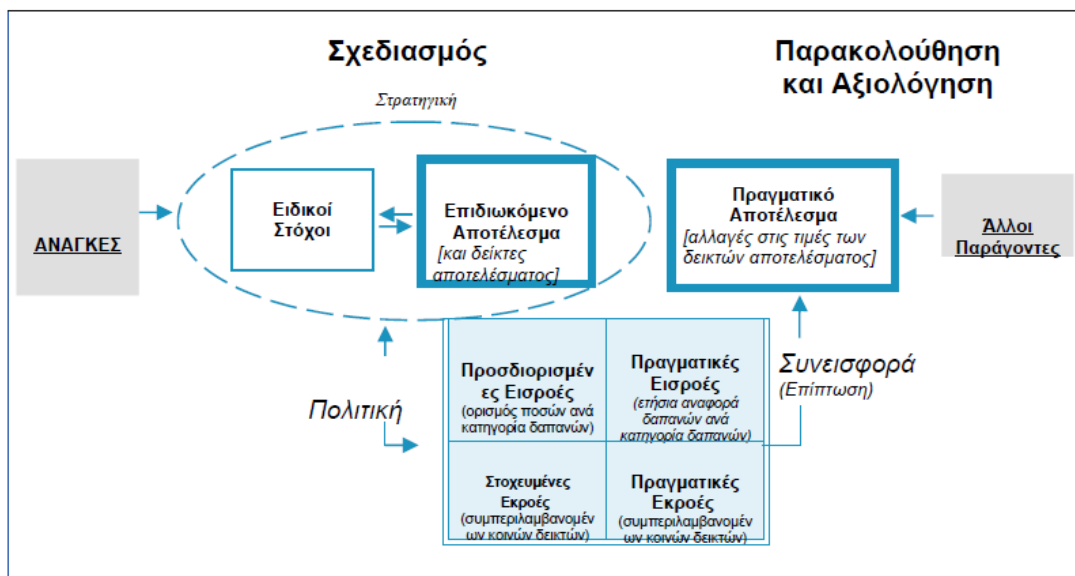 Σχεδιασμός
Παρακολούθηση
και Αξιολόγηση
Στρατηγική
ΑΝΑΓΚΕΣ
Ειδικοί
Στόχοι
Επιδιωκόμενο
Αποτέλεσμα
[και δείκτες
αποτελέσματος]
Πραγματικό
Αποτέλεσμα
[αλλαγές στις τιμές των
δεικτών αποτελέσματος]
Άλλοι
Παράγοντες
Πολιτική
Προσδιορισμέν
ες Εισροές
(ορισμός ποσών ανά
κατηγορία δαπανών)
Πραγματικές
Εισροές
(ετήσια αναφορά
δαπανών ανά
κατηγορία δαπανών)
Συνεισφορά
(Επίπτωση)
Στοχευμένες
Εκροές
(συμπεριλαμβανομέν
ων κοινών δεικτών)
Πραγματικές
Εκροές
(συμπεριλαμβανομέν
ων κοινών δεικτών)